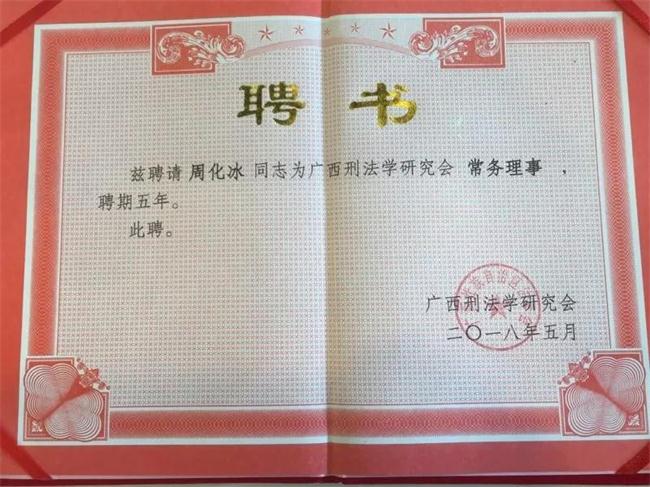 聘书
兹聘请 周化冰 同志为广西刑法学研究会 常务理事 ，
聘期五年。
此聘。
广西刑法学研究会
二〇一八年五月